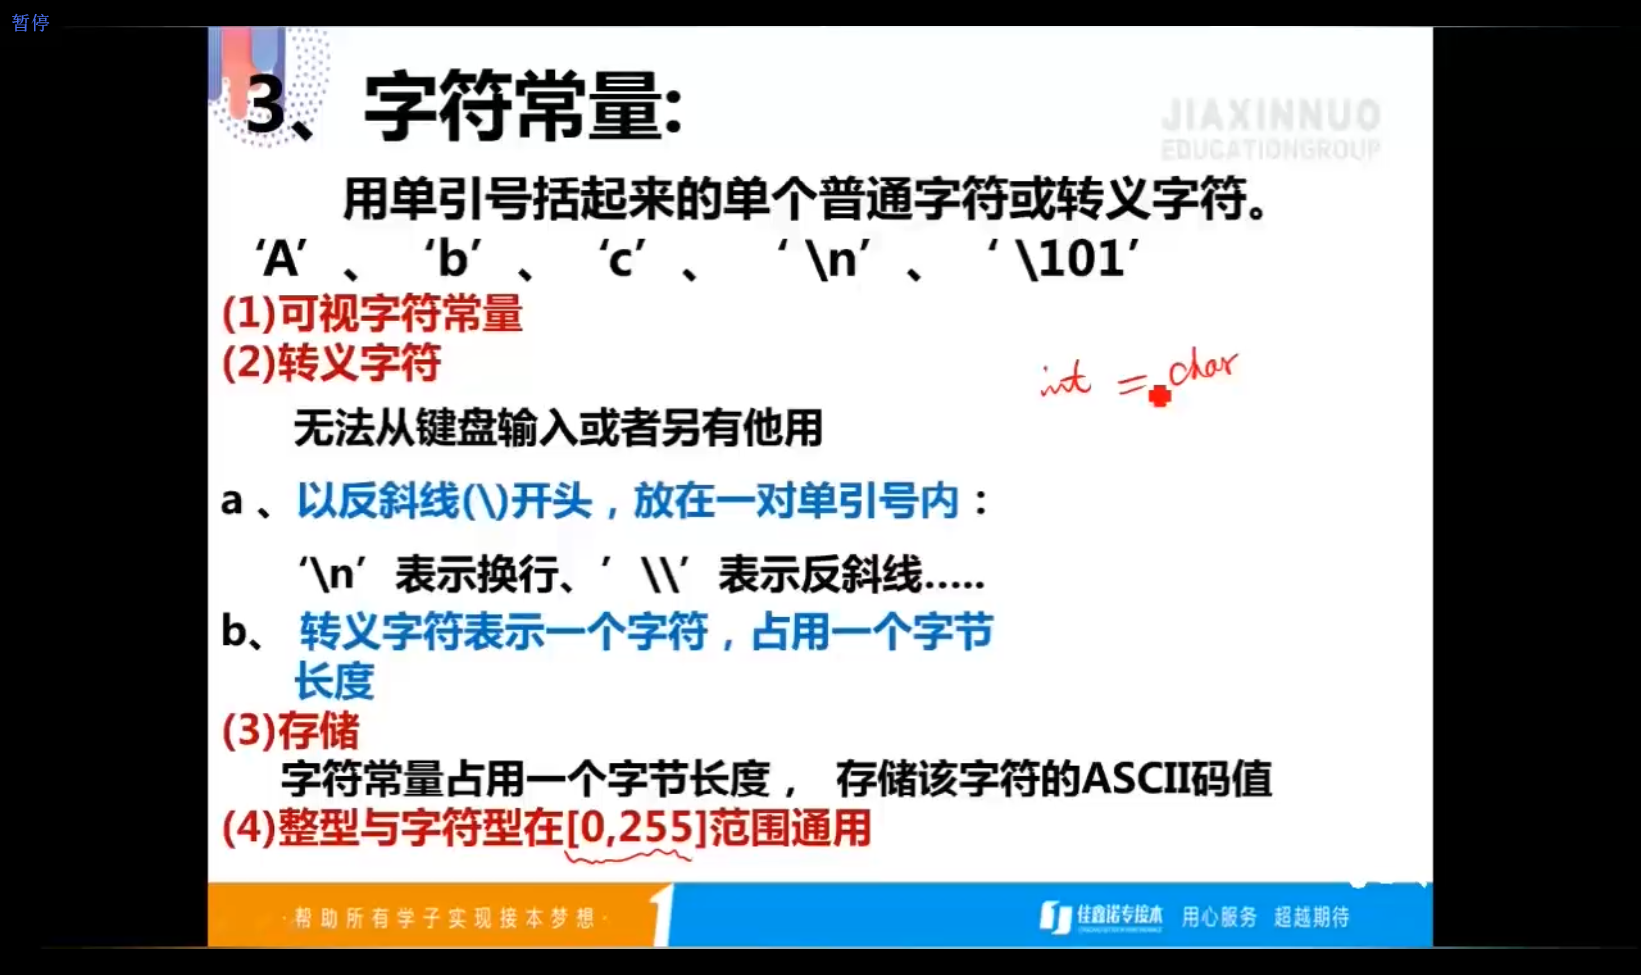 暂停
3、 字符常量:
JIAXINNUO
EDUCATIONGROUP
用单引号括起来的单个普通字符或转义字符。
‘A’ 、 ‘b’ 、 ‘c’ 、 ‘ \n’ 、 ‘ \101’
(1)可视字符常量
(2)转义字符
int = char
无法从键盘输入或者另有他用
a 、以反斜线(\)开头，放在一对单引号内：
‘\n’ 表示换行、’ \\’ 表示反斜线.....
b、 转义字符表示一个字符，占用一个字节
长度
(3)存储
字符常量占用一个字节长度， 存储该字符的ASCII码值
(4)整型与字符型在[0,255]范围通用
·帮助所有学子实现接本梦想·
佳鑫诺专接本 用心服务 超越期待